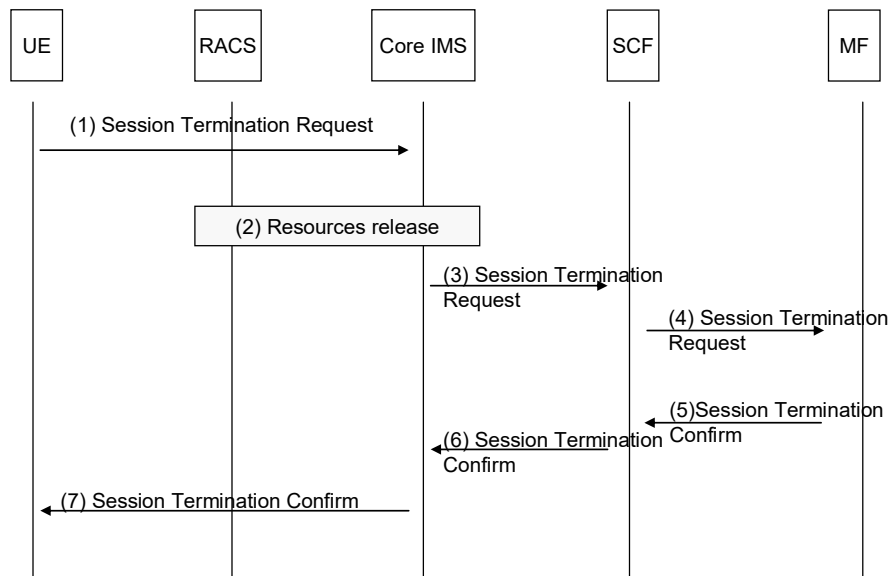 UE
RACS
Core IMS
SCF
MF
(1) Session Termination Request
(2) Resources release
(3) Session Termination
Request
(4) Session Termination
Request
(5)Session Termination
Confirm
(6) Session Termination
Confirm
(7) Session Termination Confirm